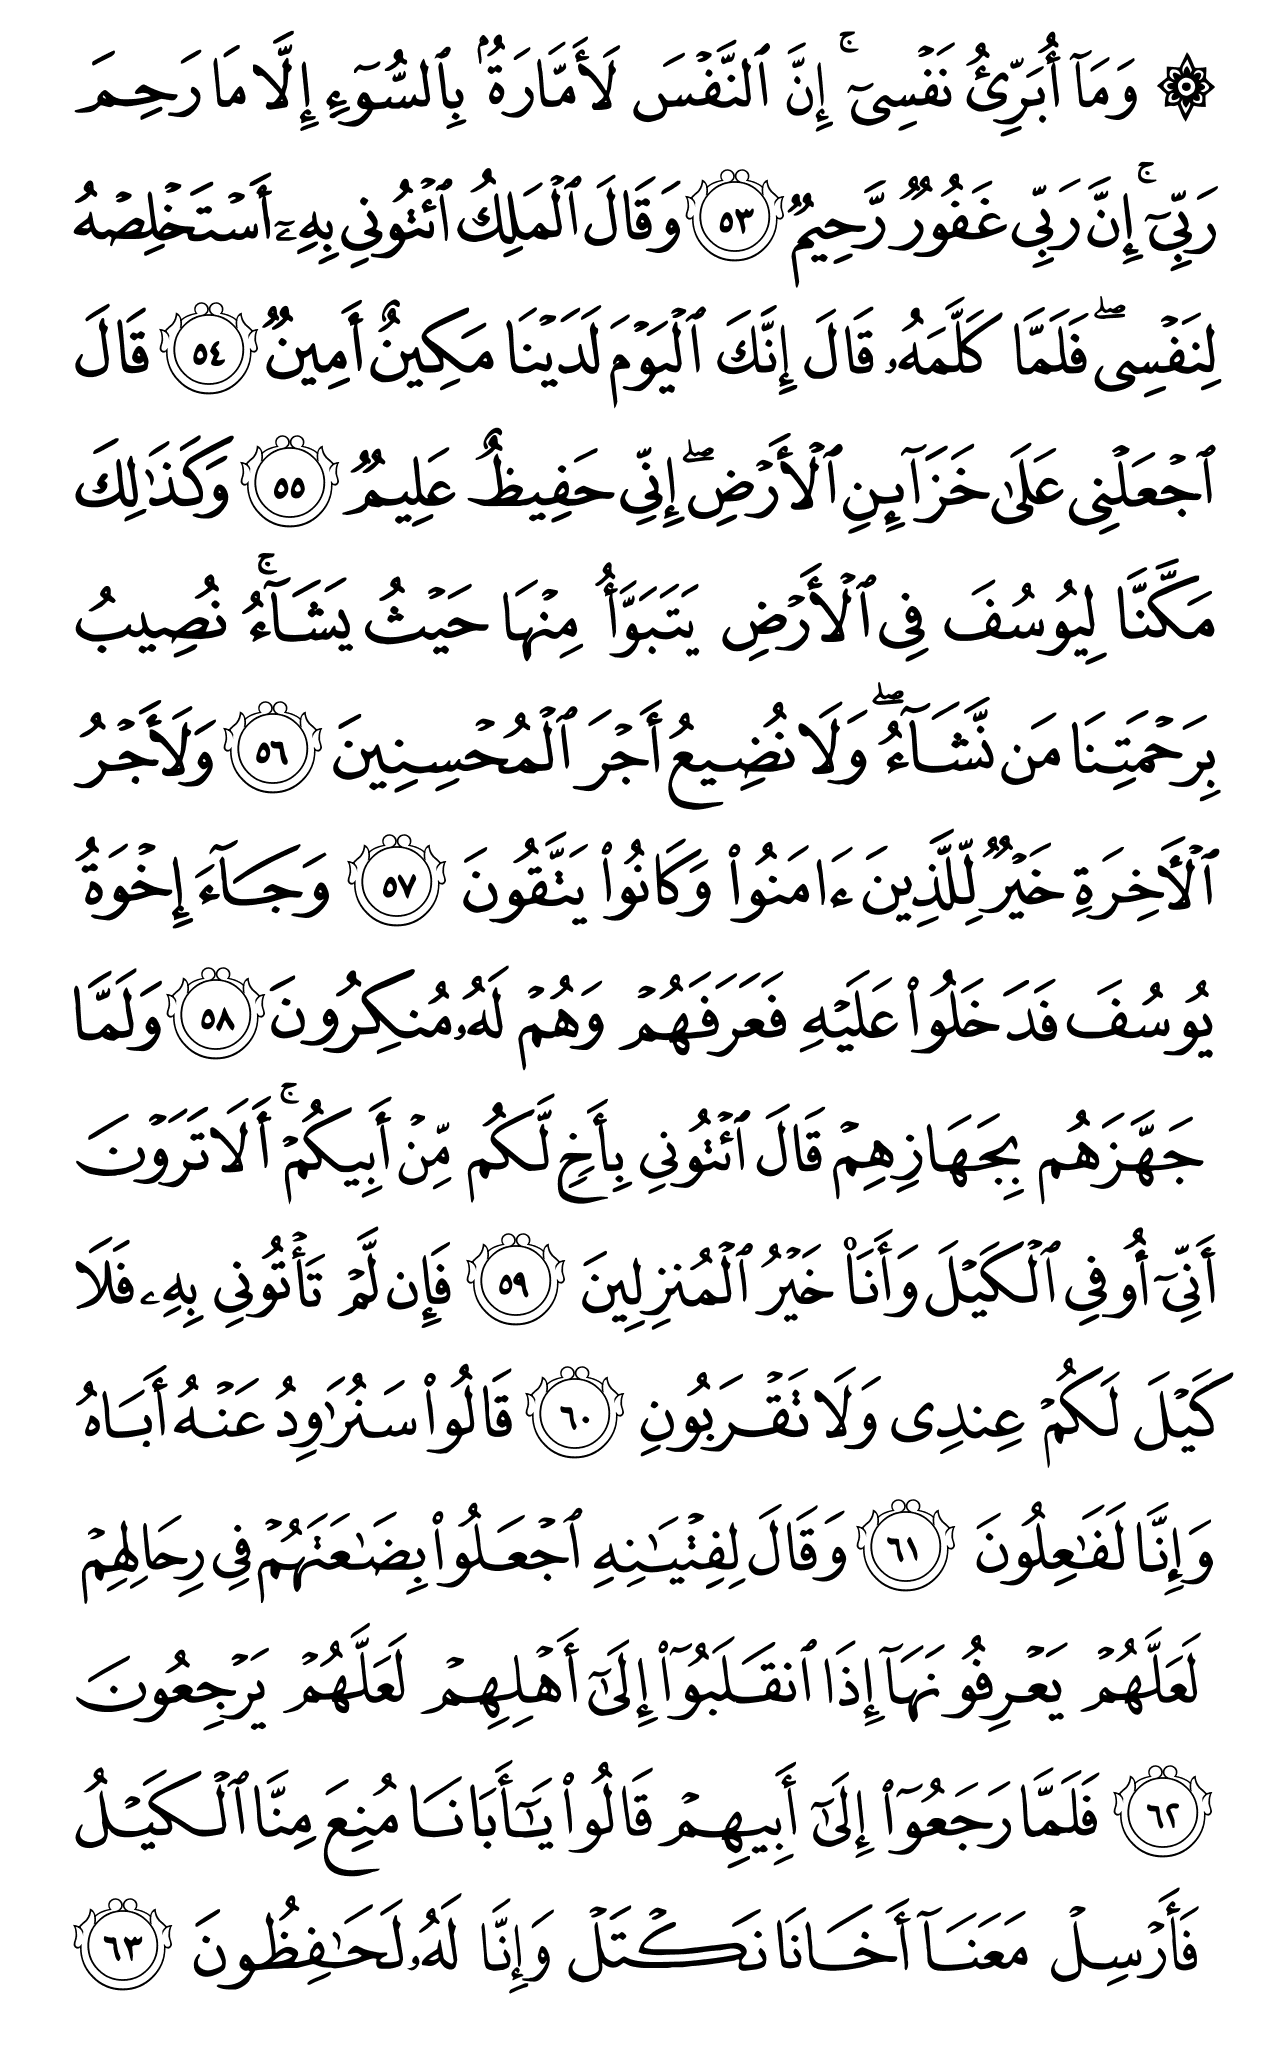 ۞ وَمَآ أُبَرِّئُ نَفْسِىٓ ۚ إِنَّ ٱلنَّفْسَ لَأَمَّارَةٌۢ بِٱلسُّوٓءِ إِلَّا مَا رَحِمَ
رَبِّىٓ ۚ إِنَّ رَبِّى غَفُورٌ رَّحِيمٌ ٥٣ وَقَالَ ٱلْمَلِكُ ٱئْتُونِى بِهِۦٓ أَسْتَخْلِصْهُ
لِنَفْسِى ۖ فَلَمَّا كَلَّمَهُۥ قَالَ إِنَّكَ ٱلْيَوْمَ لَدَيْنَا مَكِينٌ أَمِينٌ ٥٤ قَالَ
ٱجْعَلْنِى عَلَىٰ خَزَآئِنِ ٱلْأَرْضِ ۖ إِنِّى حَفِيظٌ عَلِيمٌ ٥٥ وَكَذَٰلِكَ
مَكَّنَّا لِيُوسُفَ فِى ٱلْأَرْضِ يَتَبَوَّأُ مِنْهَا حَيْثُ يَشَآءُ ۚ نُصِيبُ
بِرَحْمَتِنَا مَن نَّشَآءُ ۖ وَلَا نُضِيعُ أَجْرَ ٱلْمُحْسِنِينَ ٥٦ وَلَأَجْرُ
ٱلْـَٔاخِرَةِ خَيْرٌ لِّلَّذِينَ ءَامَنُوا۟ وَكَانُوا۟ يَتَّقُونَ ٥٧ وَجَآءَ إِخْوَةُ
يُوسُفَ فَدَخَلُوا۟ عَلَيْهِ فَعَرَفَهُمْ وَهُمْ لَهُۥ مُنكِرُونَ ٥٨ وَلَمَّا
جَهَّزَهُم بِجَهَازِهِمْ قَالَ ٱئْتُونِى بِأَخٍ لَّكُم مِّنْ أَبِيكُمْ ۚ أَلَا تَرَوْنَ
أَنِّىٓ أُوفِى ٱلْكَيْلَ وَأَنَا۠ خَيْرُ ٱلْمُنزِلِينَ ٥٩ فَإِن لَّمْ تَأْتُونِى بِهِۦ فَلَا
كَيْلَ لَكُمْ عِندِى وَلَا تَقْرَبُونِ ٦٠ قَالُوا۟ سَنُرَٰوِدُ عَنْهُ أَبَاهُ
وَإِنَّا لَفَـٰعِلُونَ ٦١ وَقَالَ لِفِتْيَـٰنِهِ ٱجْعَلُوا۟ بِضَـٰعَتَهُمْ فِى رِحَالِهِمْ
لَعَلَّهُمْ يَعْرِفُونَهَآ إِذَا ٱنقَلَبُوٓا۟ إِلَىٰٓ أَهْلِهِمْ لَعَلَّهُمْ يَرْجِعُونَ
٦٢ فَلَمَّا رَجَعُوٓا۟ إِلَىٰٓ أَبِيهِمْ قَالُوا۟ يَـٰٓأَبَانَا مُنِعَ مِنَّا ٱلْكَيْلُ
فَأَرْسِلْ مَعَنَآ أَخَانَا نَكْتَلْ وَإِنَّا لَهُۥ لَحَـٰفِظُونَ ٦٣